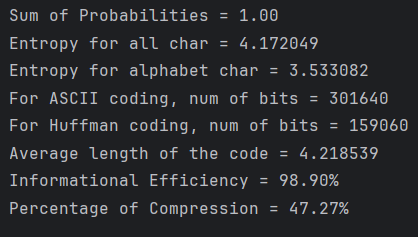 Sum of Probabilities = 1.00
Entropy for all char = 4.172049
Entropy for alphabet char = 3.533082
For ASCII coding, num of bits = 301640
For Huffman coding, num of bits = 159060
Average length of the code = 4.218539
Informational Efficiency = 98.90%
Percentage of Compression = 47.27%